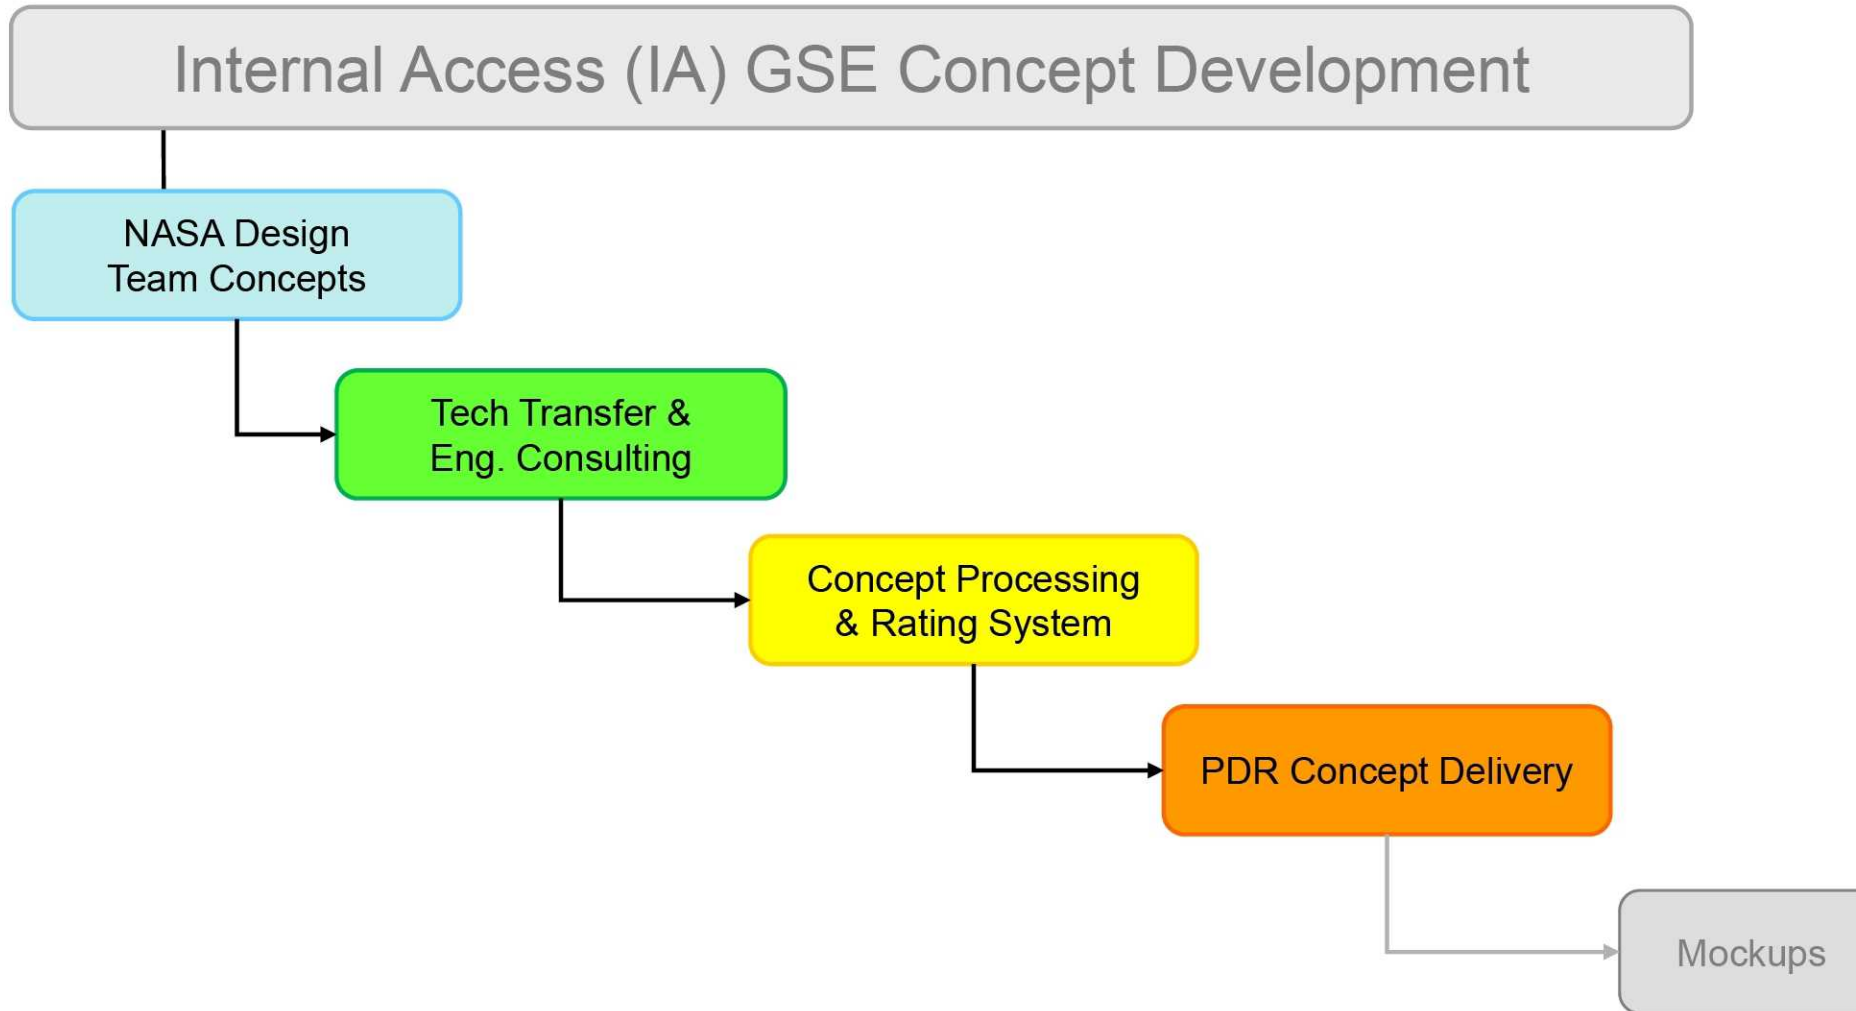 Internal Access (IA) GSE Concept Development
NASA Design
Team Concepts
Tech Transfer &
Eng. Consulting
Concept Processing
& Rating System
PDR Concept Delivery
Mockups